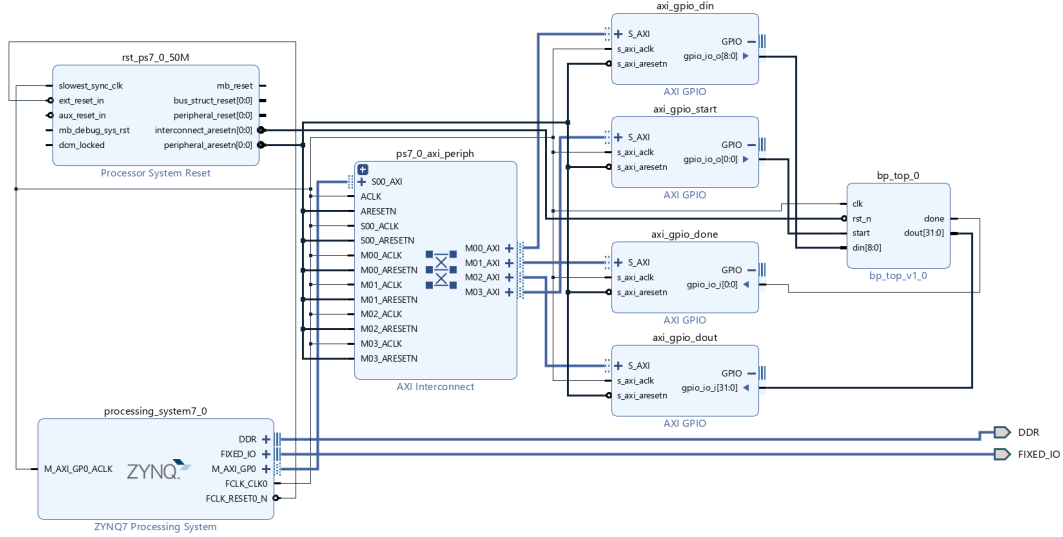 rst_ps7_0_50M
slowest_sync_clk
ext_reset_in
aux_reset_in
mb_debug_sys_rst
dcm_locked
mb_reset
bus_struct_reset[0:0]
peripheral_reset[0:0]
interconnect_aresetn[0:0]
peripheral_aresetn[0:0]
Processor System Reset
ps7_0_axi_periph
S00_AXI
ACLK
ARESETN
S00_ACLK
S00_ARESETN
M00_ACLK
M00_ARESETN
M01_ACLK
M01_ARESETN
M02_ACLK
M02_ARESETN
M03_ACLK
M03_ARESETN
M00_AXI
M01_AXI
M02_AXI
M03_AXI
AXI Interconnect
processing_system7_0
M_AXI_GP0_ACLK
ZYNQ
DDR
FIXED_IO
M_AXI_GP0
FCLK_CLK0
FCLK_RESET0_N
ZYNQ7 Processing System
axi_gpio_din
S_AXI
s_axi_aclk
s_axi_aresetn
GPIO
gpio_io_o[8:0]
AXI GPIO
axi_gpio_start
S_AXI
s_axi_aclk
s_axi_aresetn
GPIO
gpio_io_o[0:0]
AXI GPIO
axi_gpio_done
S_AXI
s_axi_aclk
s_axi_aresetn
GPIO
gpio_io_i[0:0]
AXI GPIO
axi_gpio_dout
S_AXI
s_axi_aclk
s_axi_aresetn
GPIO
gpio_io_i[31:0]
AXI GPIO
bp_top_0
clk
rst_n
start
din[8:0]
done
dout[31:0]
bp_top_v1_0
DDR
FIXED_IO